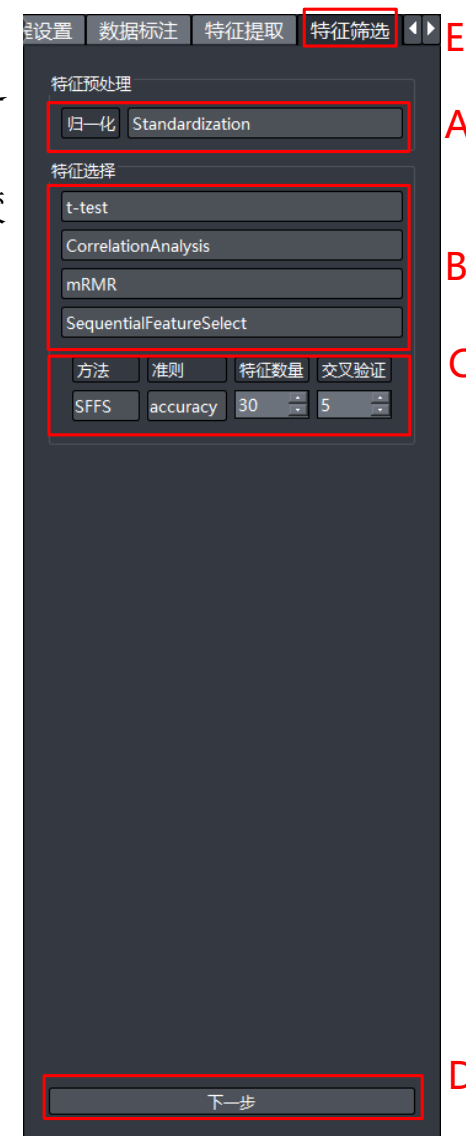 程设置 数据标注 特征提取 特征筛选
E
特征预处理
归一化 Standardization
A
特征选择
t-test
CorrelationAnalysis
B
mRMR
SequentialFeatureSelect
C
方法 准则 特征数量 交叉验证
SFFS accuracy 30 5
下一步
D